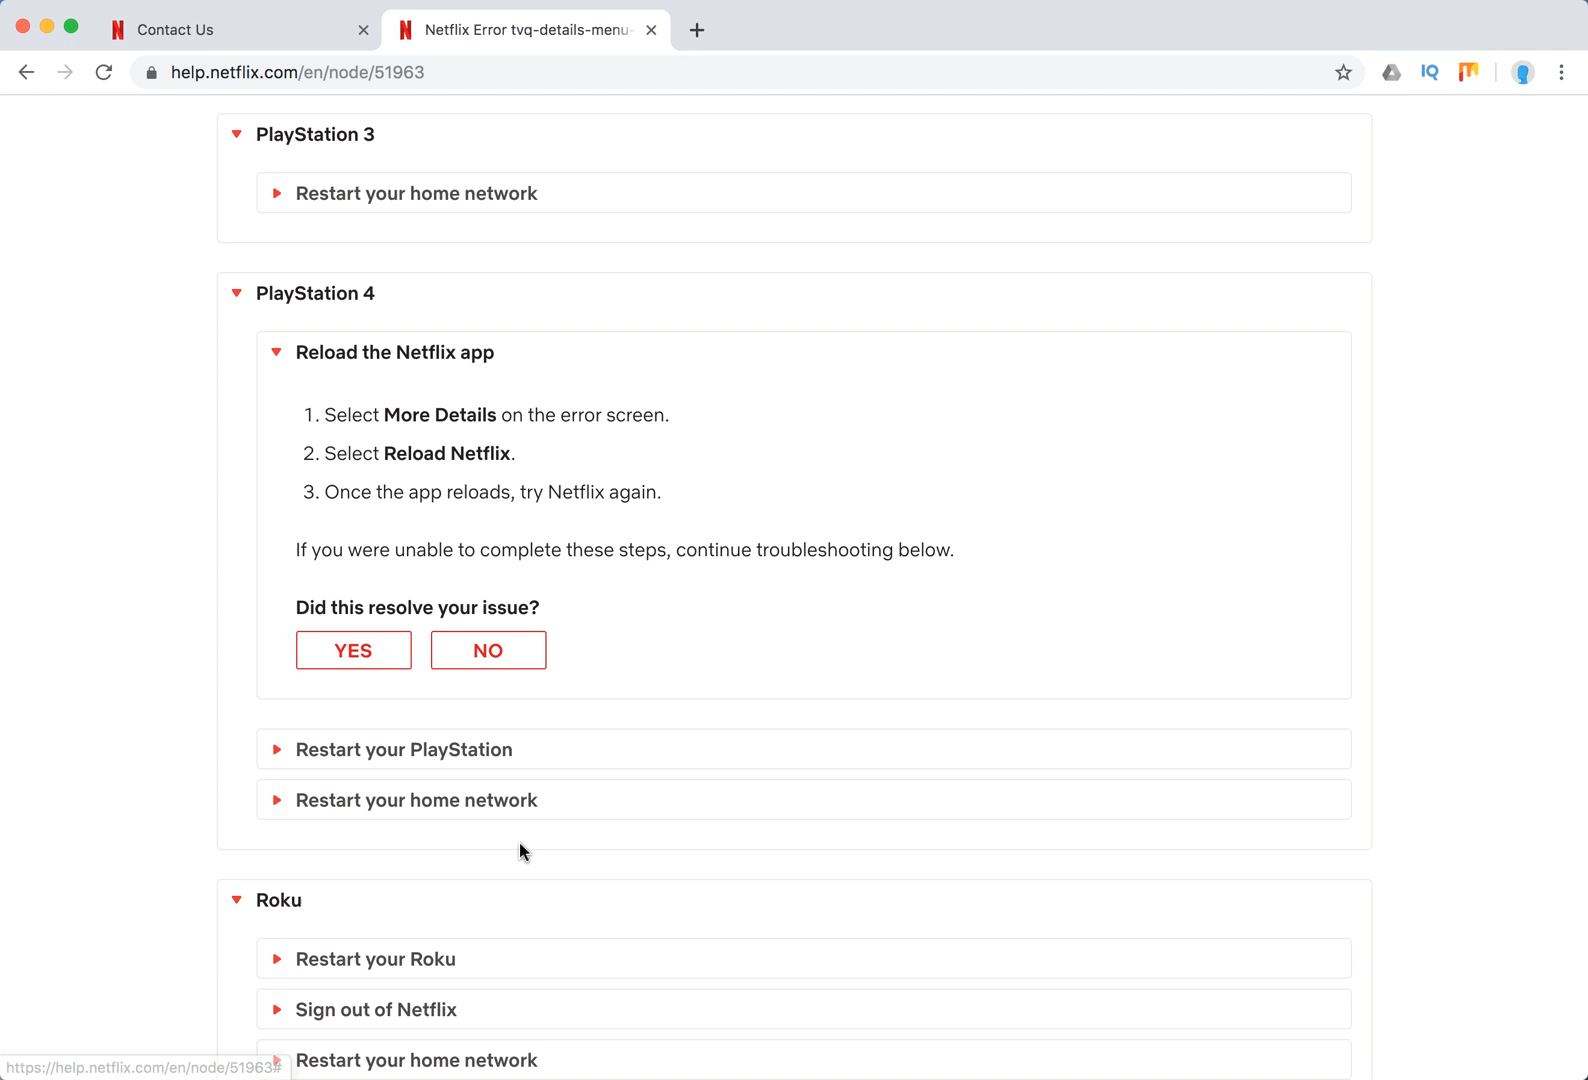 Contact Us
Netflix Error tvq-details-menu-
help.netflix.com/en/node/51963
IQ
PlayStation 3
Restart your home network
PlayStation 4
Reload the Netflix app
1. Select More Details on the error screen.
2. Select Reload Netflix.
3. Once the app reloads, try Netflix again.
If you were unable to complete these steps, continue troubleshooting below.
Did this resolve your issue?
YES NO
Restart your PlayStation
Restart your home network
Roku
Restart your Roku
Sign out of Netflix
Restart your home network
https://help.netflix.com/en/node/51963#